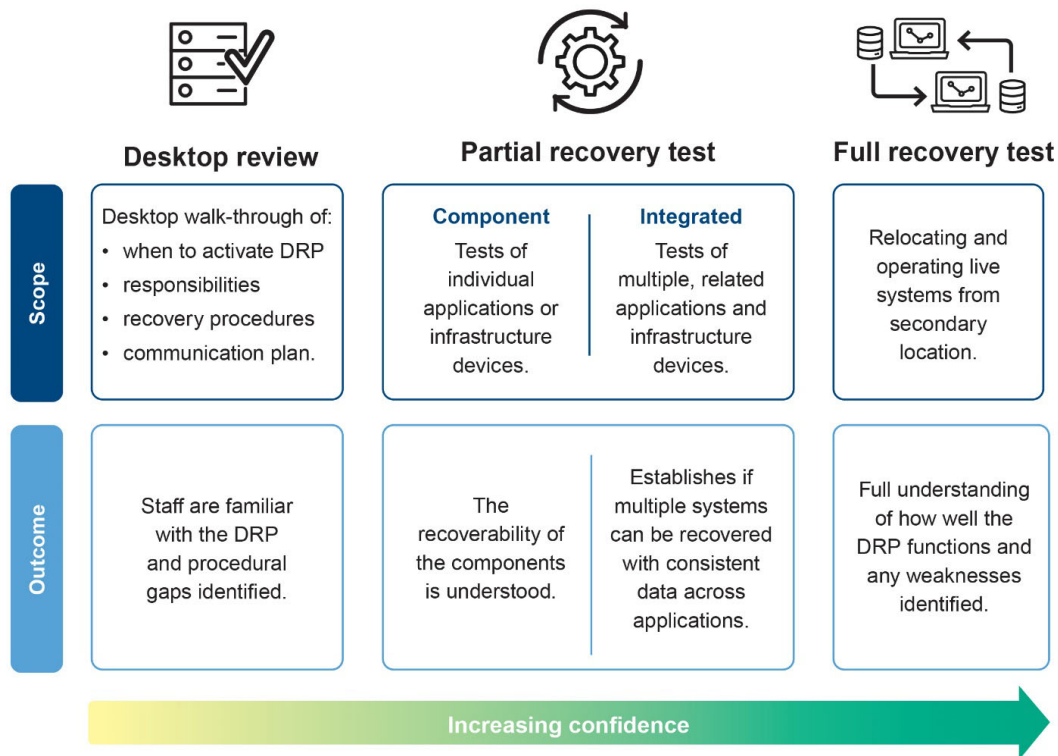 Desktop review
Partial recovery test
Full recovery test
Scope
Desktop walk-through of:
• when to activate DRP
• responsibilities
• recovery procedures
• communication plan.
Component
Tests of
individual
applications or
infrastructure
devices.
Integrated
Tests of
multiple, related
applications and
infrastructure
devices.
Relocating and
operating live
systems from
secondary
location.
Outcome
Staff are familiar
with the DRP
and procedural
gaps identified.
The
recoverability of
the components
is understood.
Establishes if
multiple systems
can be recovered
with consistent
data across
applications.
Full understanding
of how well the
DRP functions and
any weaknesses
identified.
Increasing confidence